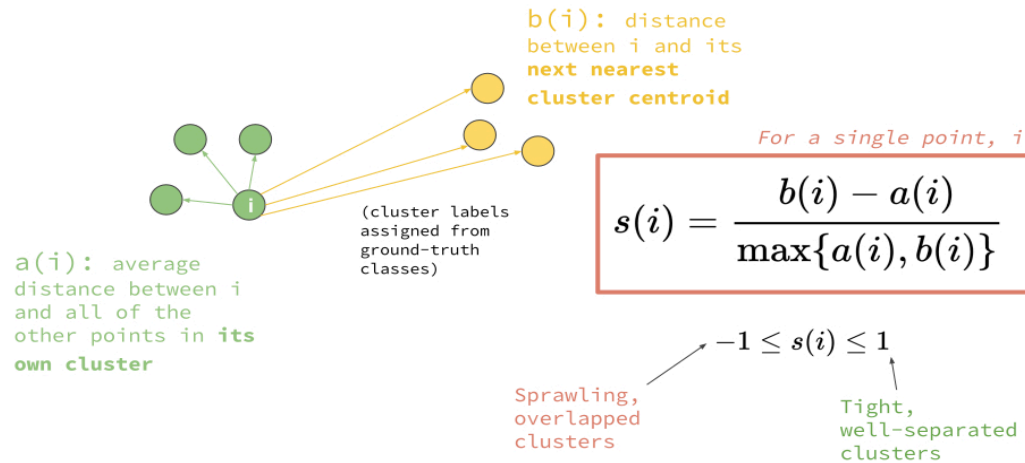 b(i): distance
between i and its
next nearest
cluster centroid
For a single point, i
i
(cluster labels
assigned from
ground-truth
classes)
s(i) = \frac{b(i) - a(i)}{\max\{a(i), b(i)\}}
a(i): average
distance between i
and all of the
other points in its
own cluster
−1 ≤ s(i) ≤ 1
Sprawling,
overlapped
clusters
Tight,
well-separated
clusters